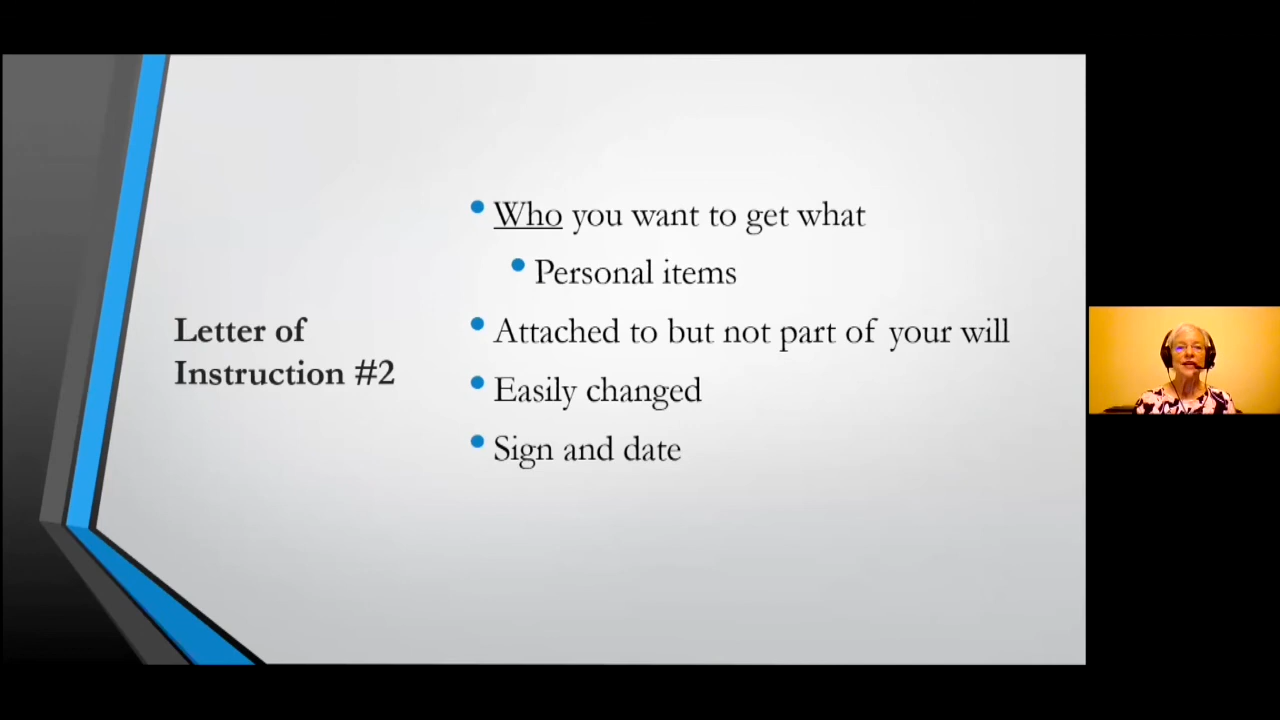 Letter of
Instruction #2
Who you want to get what
Personal items
Attached to but not part of your will
Easily changed
Sign and date